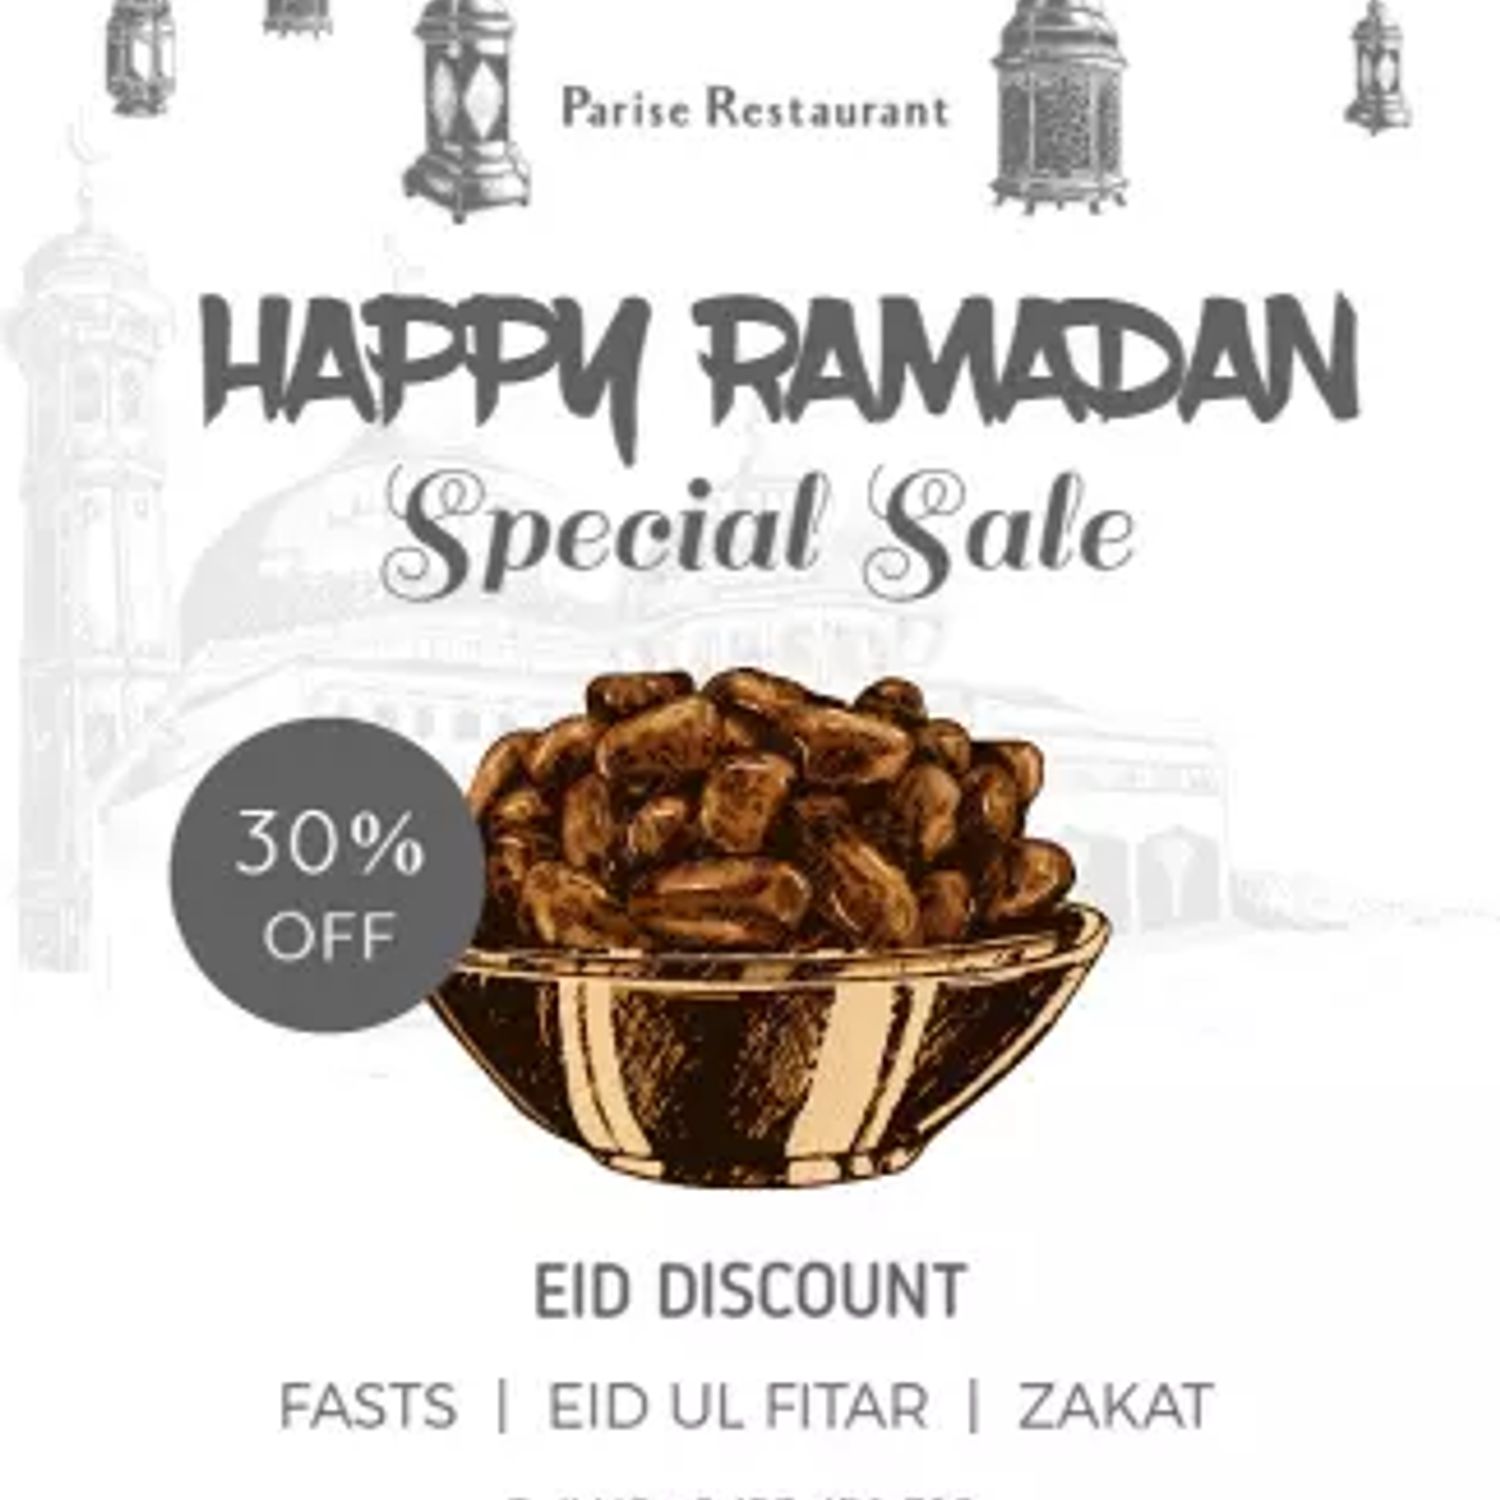 Parise Restaurant
HAPPY RAMADAN
Special Sale
30%
OFF
EID DISCOUNT
FASTS | EID UL FITAR | ZAKAT